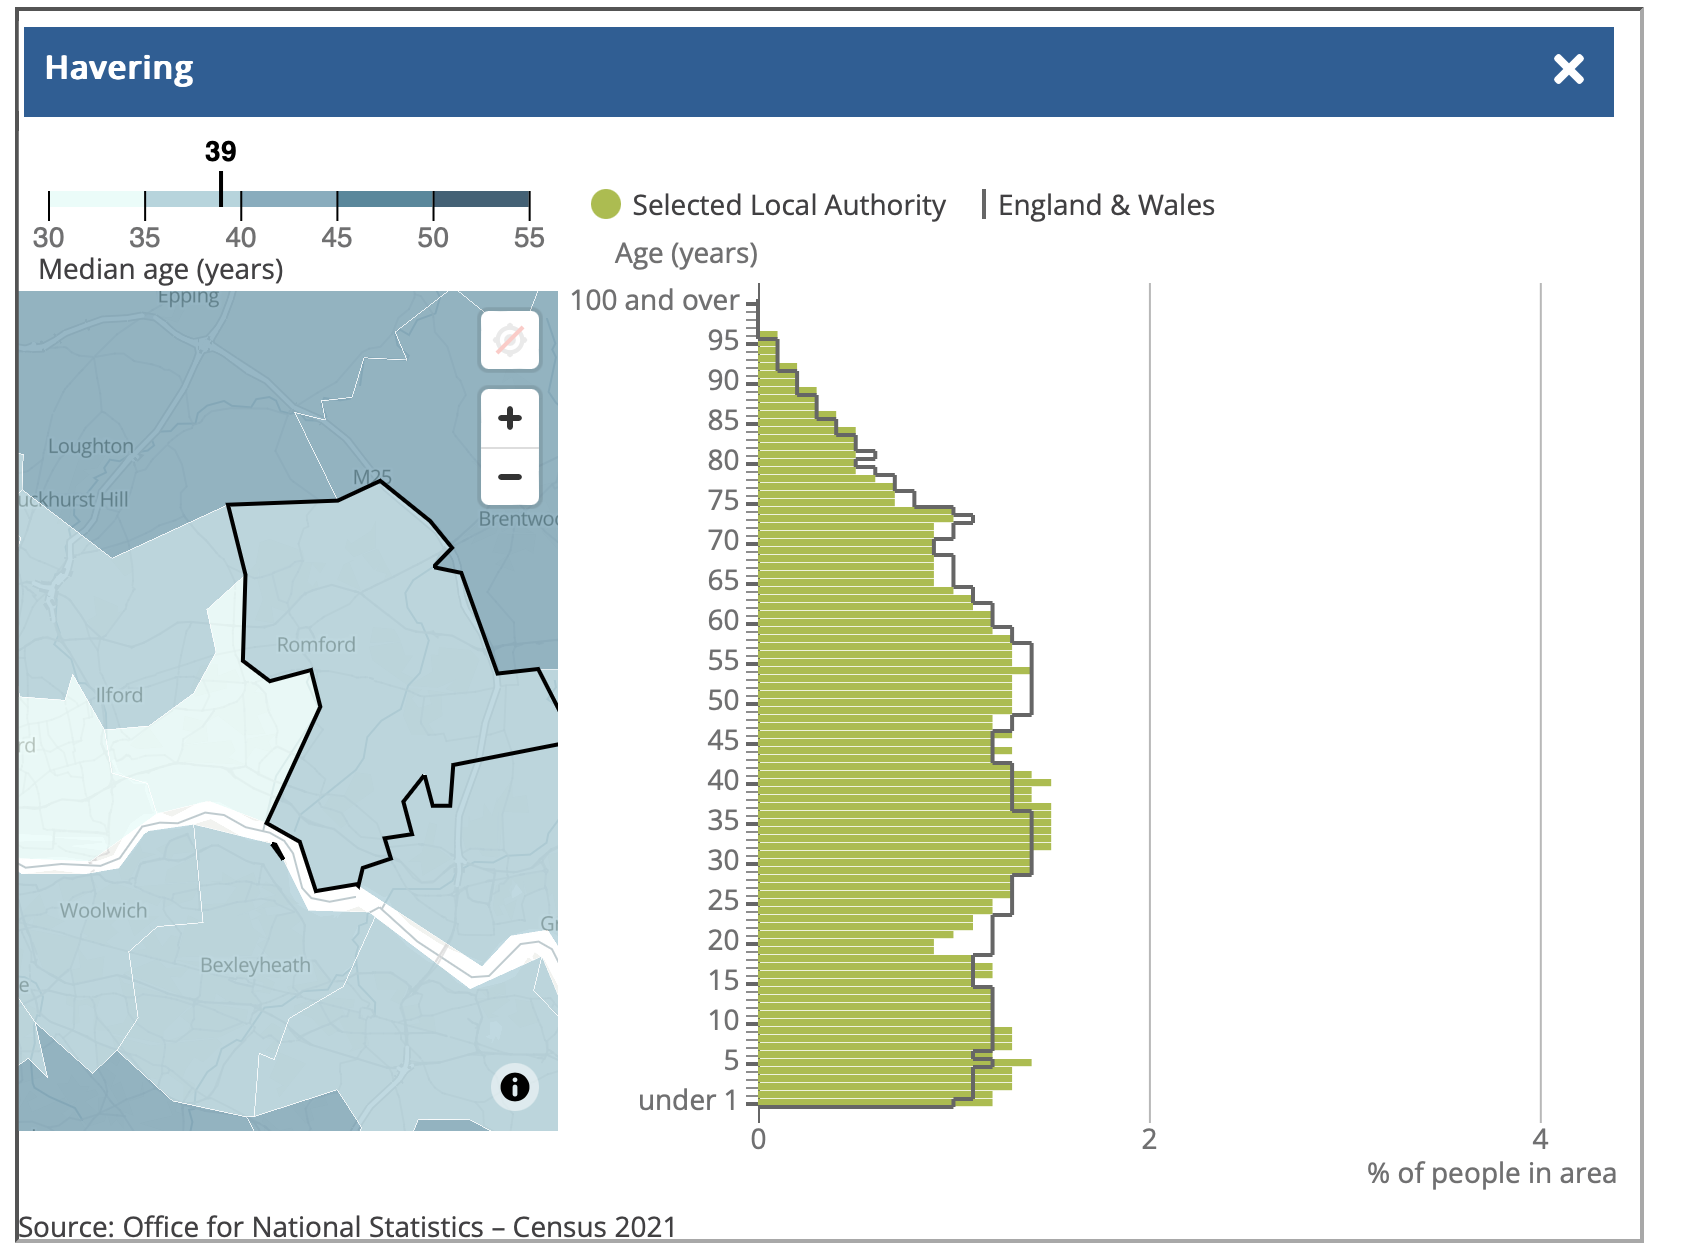 Havering
39
30 35 40 45 50 55
Median age (years)
Selected Local Authority
England & Wales
Age (years)
Epping
Loughton
uckhurst Hill
M25
Brentwoo
Romford
Ilford
rd
Woolwich
Bexleyheath
Gr
e
100 and over
95
90
85
80
75
70
65
60
55
50
45
40
35
30
25
20
15
10
5
under 1
0 2 4
% of people in area
Source: Office for National Statistics – Census 2021